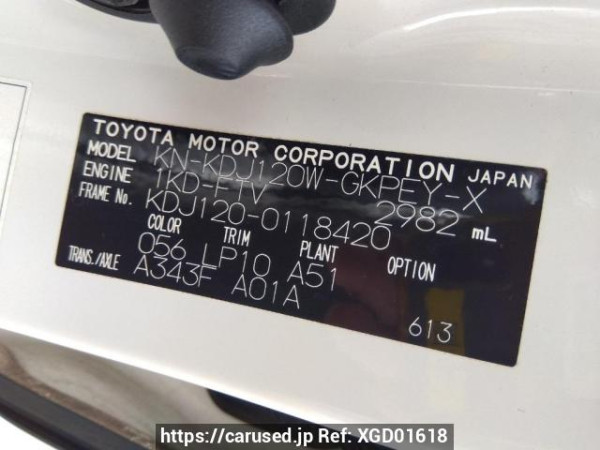 TOYOTA MOTOR CORPORATION JAPAN
MODEL KN-KDJ120W-GKPEY-X
ENGINE 1KD-FTV 2982 mL
FRAME No. KDJ120-0118420
COLOR TRIM PLANT OPTION
056 LP10 A51
TRANS./AXLE A343F A01A
613
https://carused.jp Ref: XGD01618